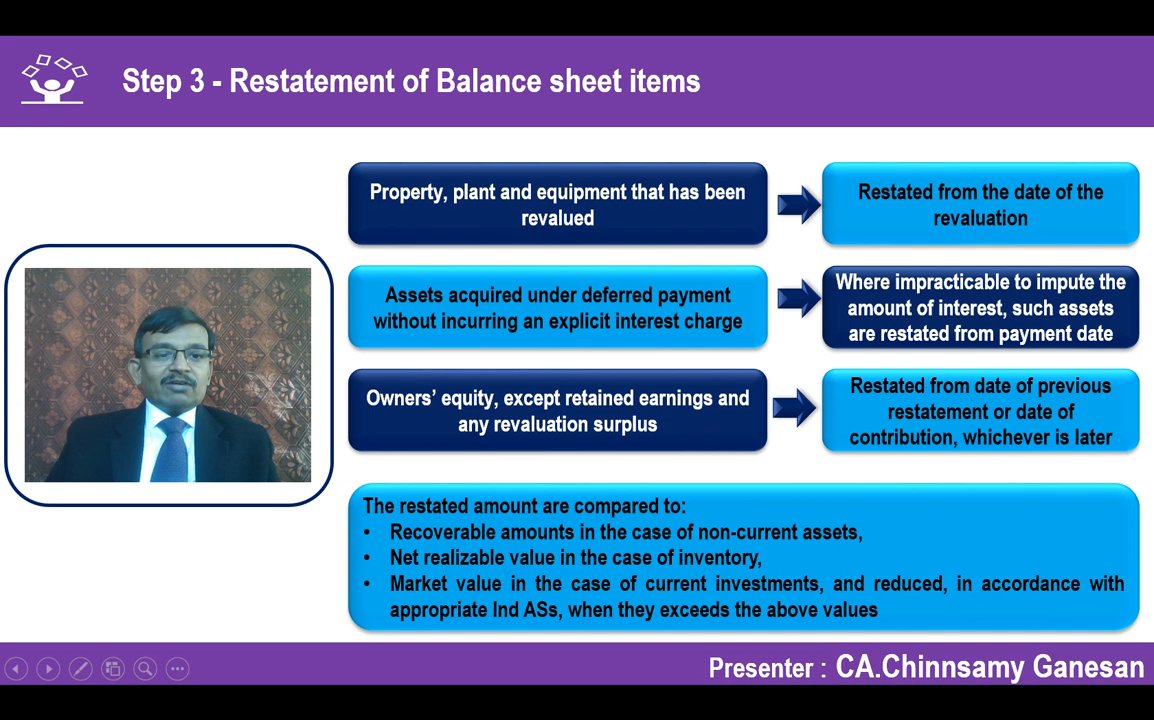 Step 3 - Restatement of Balance sheet items
Property, plant and equipment that has been
revalued
Restated from the date of the
revaluation
Assets acquired under deferred payment
without incurring an explicit interest charge
Where impracticable to impute the
amount of interest, such assets
are restated from payment date
Owners’ equity, except retained earnings and
any revaluation surplus
Restated from date of previous
restatement or date of
contribution, whichever is later
The restated amount are compared to:
• Recoverable amounts in the case of non-current assets,
• Net realizable value in the case of inventory,
• Market value in the case of current investments, and reduced, in accordance with
appropriate Ind ASs, when they exceeds the above values
Presenter : CA.Chinnsamy Ganesan